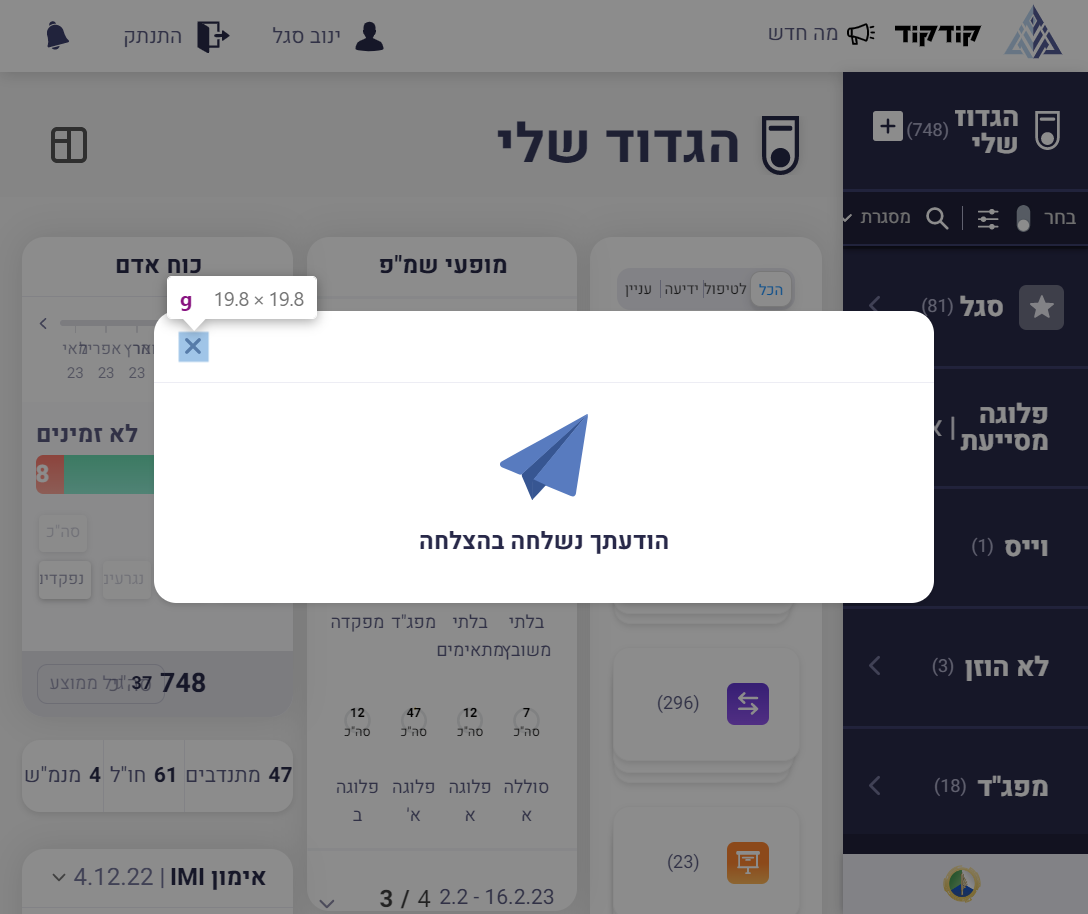 קודקוד
מה חדש
ינוב סגל
התנתק
הגדוד שלי
(748)
בחר
מסגרת
סגל (81)
פלוגה מסייעת |
וייס (1)
לא הוזן (3)
מפג"ד (18)
הגדוד שלי
הכל
לטיפול
ידיעה
עניין
(296)
(23)
מופעי שמ"פ
בלתי משובץ
בלתי מתאימים
מפג"ד
מפקדה
7 סה"כ
12 סה"כ
47 סה"כ
12 סה"כ
סוללה א
פלוגה א
פלוגה א'
פלוגה ב
3 / 4
2.2 - 16.2.23
כוח אדם
מרץ 23
אפריל 23
מאי 23
לא זמינים
8
סה"כ
נגרעינ
נפקדינ
748
37
גיל ממוצע
47 מתנדבים
61 חו"ל
4 מנמ"ש
אימון IMI | 4.12.22
g 19.8 × 19.8
הודעתך נשלחה בהצלחה